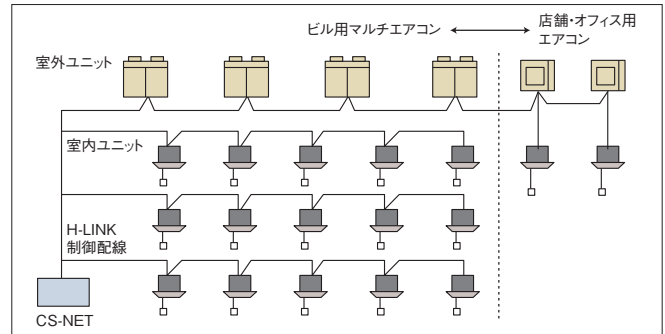 ビル用マルチエアコン
店舗・オフィス用
エアコン
室外ユニット
室内ユニット
H-LINK
制御配線
CS-NET